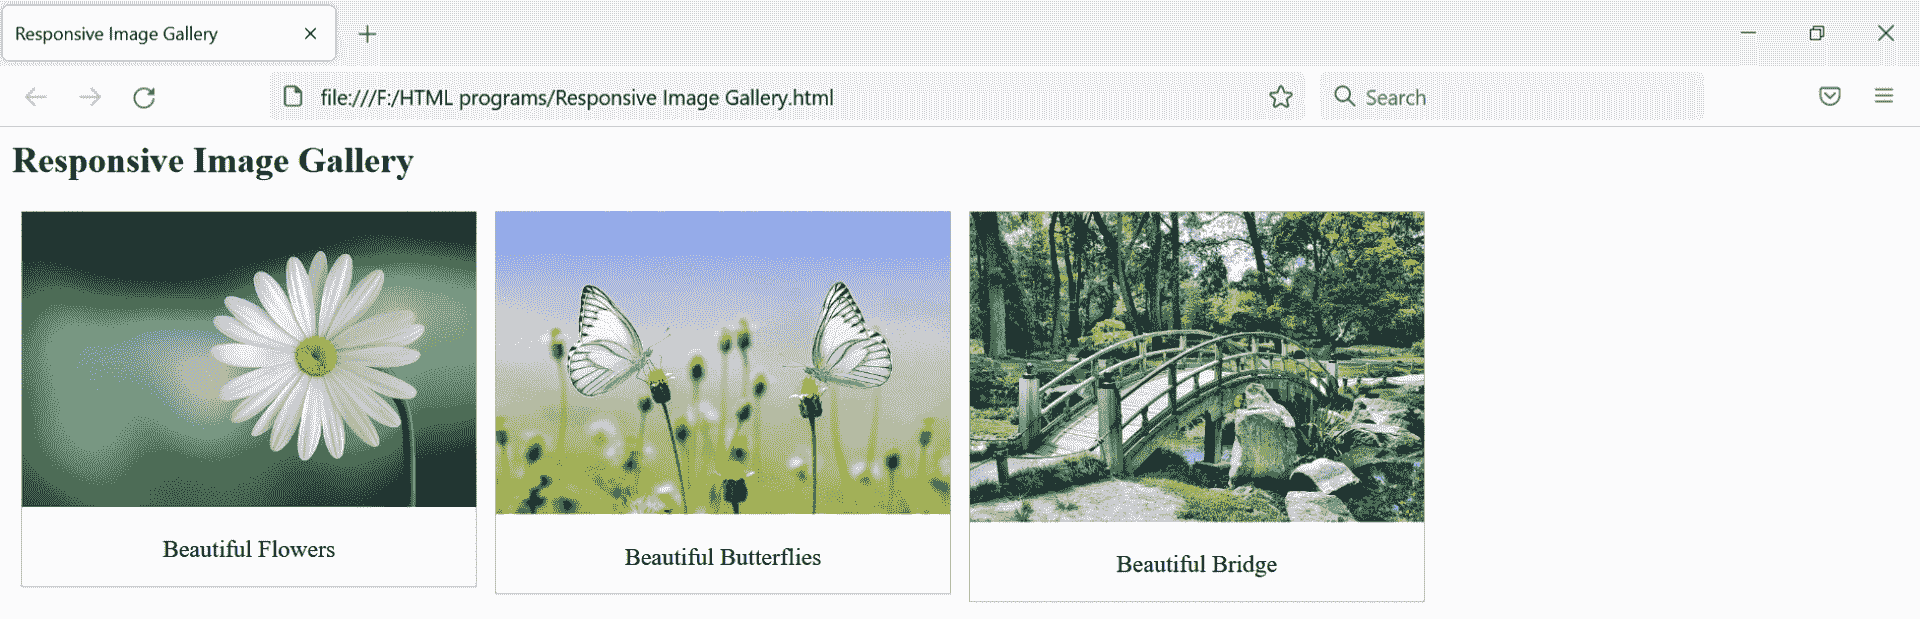 Responsive Image Gallery
file:///F:/HTML programs/Responsive Image Gallery.html
Search
Responsive Image Gallery
Beautiful Flowers
Beautiful Butterflies
Beautiful Bridge